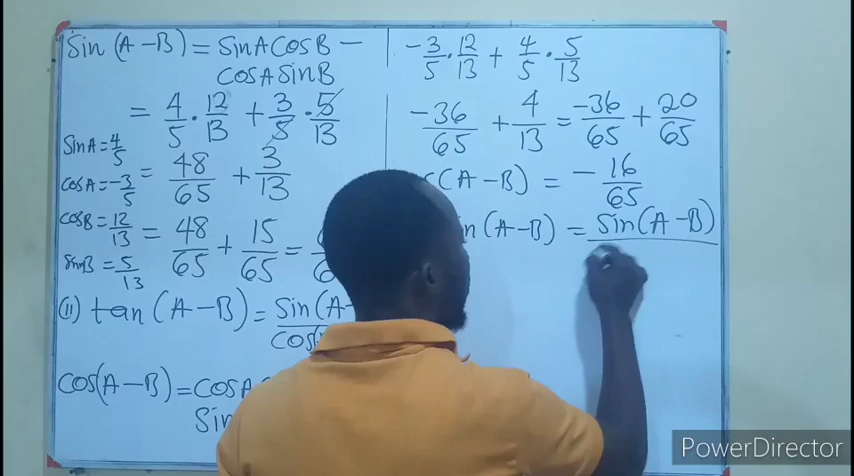 Sin (A - B) = SinA CosB -
CosA SinB
= 4/5 · 12/13 + 3/5 · 5/13
SinA = 4/5
= 48/65 + 3/13
CosA = -3/5
CosB = 12/13
= 48/65 + 15/65 =
SinB = 5/13
(II) tan (A - B) = Sin(A-
Cos(
Cos(A - B) = CosA
Sin
-3/5 · 12/13 + 4/5 · 5/13
-36/65 + 4/13 = -36/65 + 20/65
(A - B) = -16/65
n (A - B) = Sin(A - B)
PowerDirector